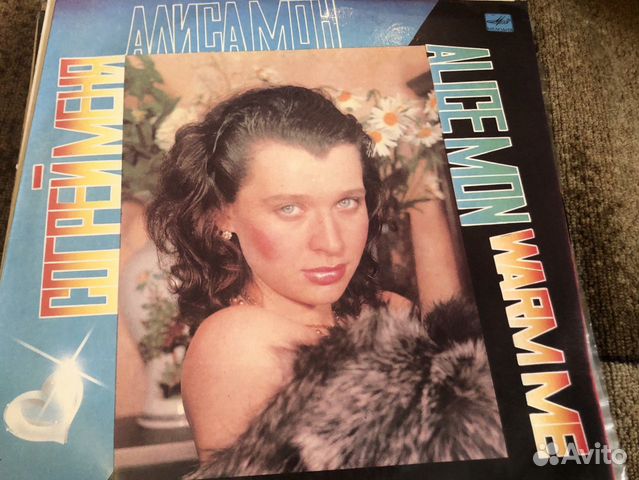 АЛИСА МОН
СОГРЕЙ МЕНЯ
ALICE MON WARM ME
Avito